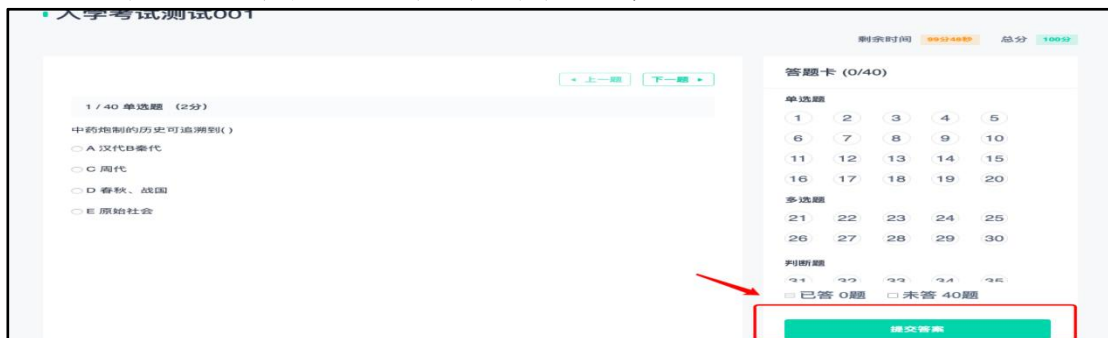 入学考试测试001
剩余时间 总分 100分
上一题 下一题
1 / 40 单选题 （2分）
中药炮制的历史可追溯到( )
A 汉代B秦代
C 周代
D 春秋、战国
E 原始社会
答题卡 (0/40)
单选题
1 2 3 4 5
6 7 8 9 10
11 12 13 14 15
16 17 18 19 20
多选题
21 22 23 24 25
26 27 28 29 30
判断题
31 32 33 34 35
已答 0题 未答 40题
提交答案